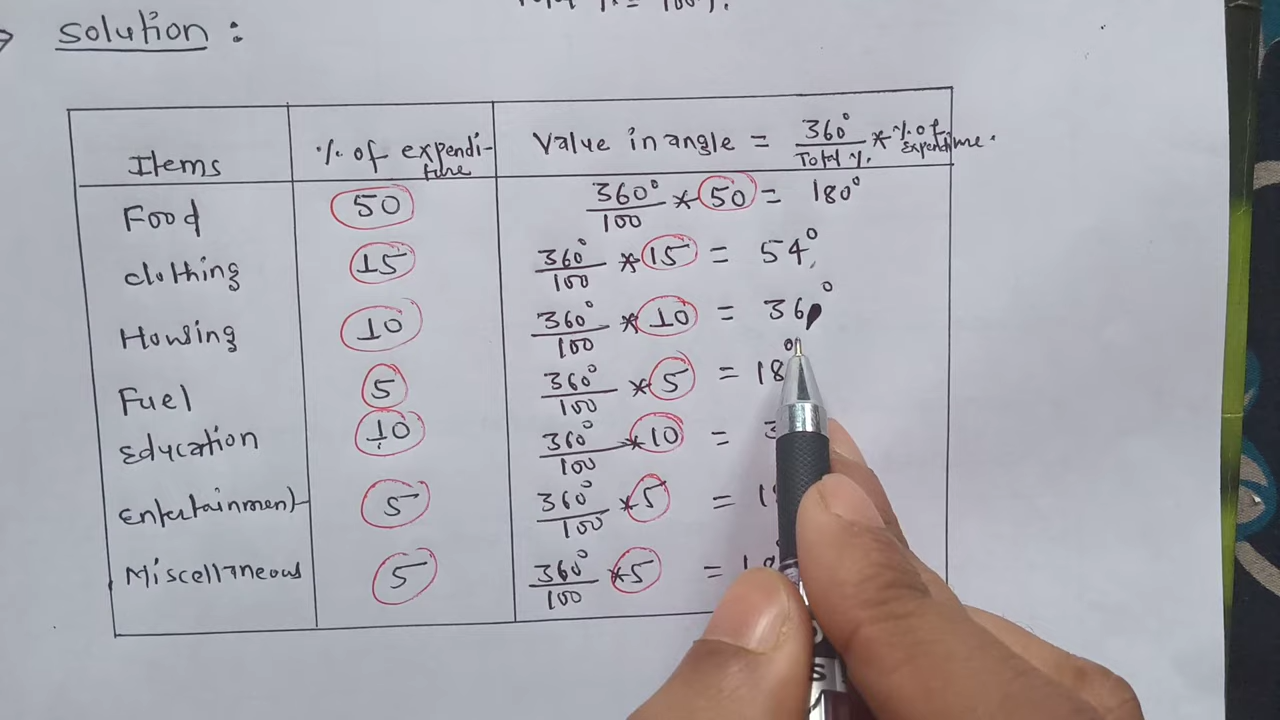 Solution :
Items % of expendi- ture Value in angle = 360° / Total % * % of Expenditure.
Food 50 360° / 100 * 50 = 180°
clothing 15 360° / 100 * 15 = 54°
Housing 10 360° / 100 * 10 = 36°
Fuel 5 360° / 100 * 5 = 18°
Education 10 360° / 100 * 10 = 3
Entertainment 5 360° / 100 * 5 =
Miscellaneous 5 360° / 100 * 5 =